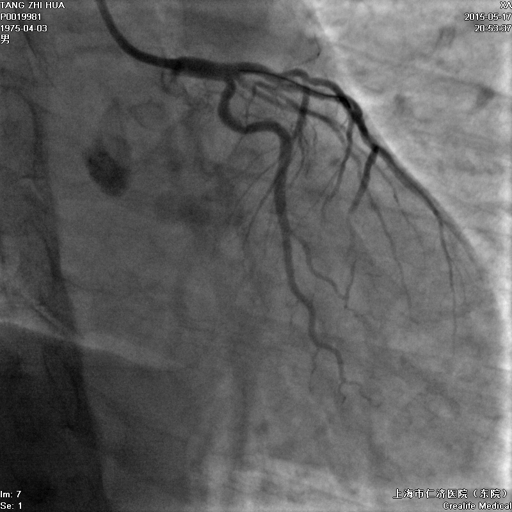 TANG ZHI HUA
XA
P0019981
2015-05-17
1975-04-03
20:53:37
男
Im: 7
上海市仁济医院（东院）
Se: 1
Crealife Medical